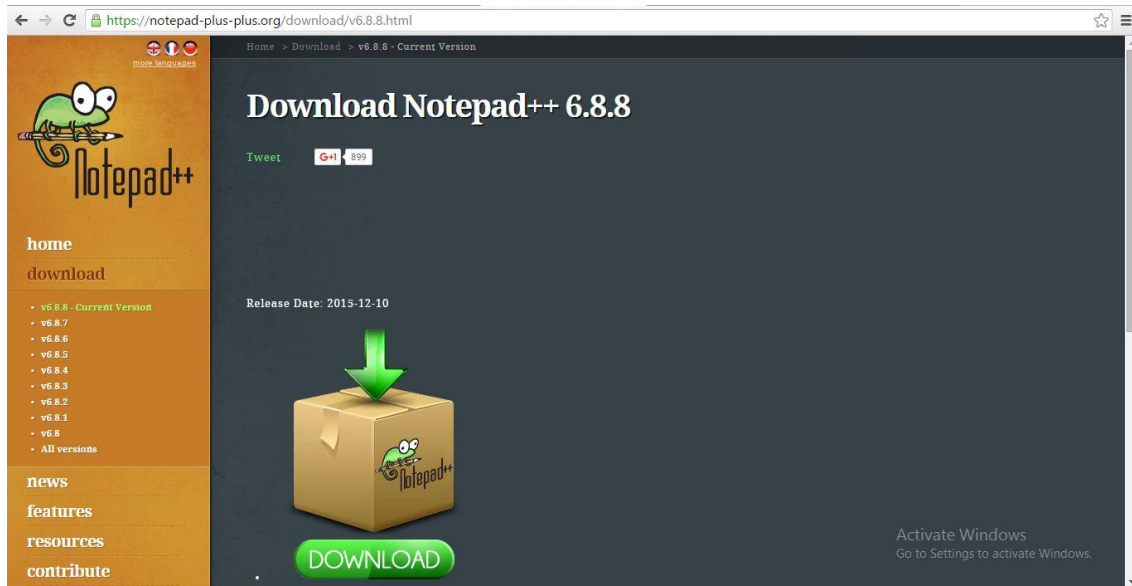 https://notepad-plus-plus.org/download/v6.8.8.html
more languages
Notepad++
home
download
v6.8.8 - Current Version
v6.8.7
v6.8.6
v6.8.5
v6.8.4
v6.8.3
v6.8.2
v6.8.1
v6.8
All versions
news
features
resources
contribute
Home > Download > v6.8.8 - Current Version
Download Notepad++ 6.8.8
Tweet
G+1 899
Release Date: 2015-12-10
Notepad++
DOWNLOAD
Activate Windows
Go to Settings to activate Windows.